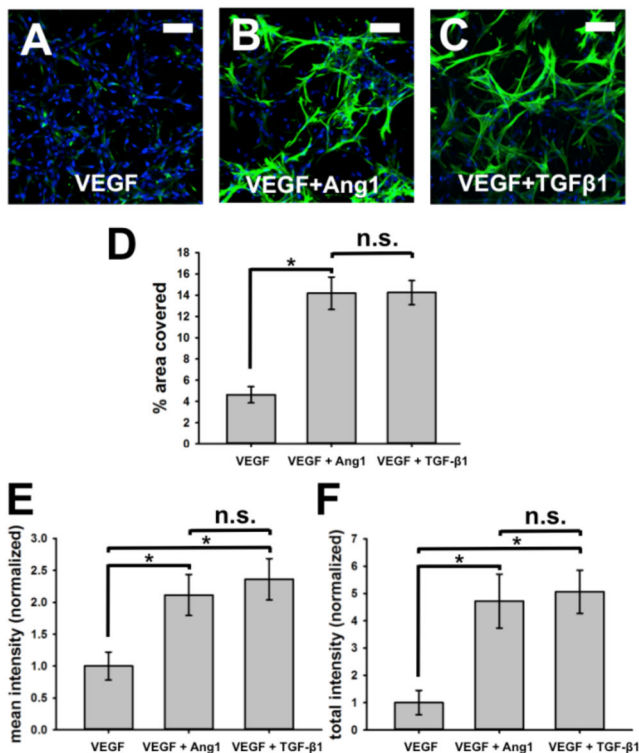 A
B
C
VEGF
VEGF+Ang1
VEGF+TGFβ1
D
n.s.
*
18
16
14
12
10
8
6
4
2
0
% area covered
VEGF
VEGF + Ang1
VEGF + TGF-β1
E
n.s.
*
*
3.0
2.5
2.0
1.5
1.0
0.5
0.0
mean intensity (normalized)
VEGF
VEGF + Ang1
VEGF + TGF-β1
F
n.s.
*
*
7
6
5
4
3
2
1
0
total intensity (normalized)
VEGF
VEGF + Ang1
VEGF + TGF-β1